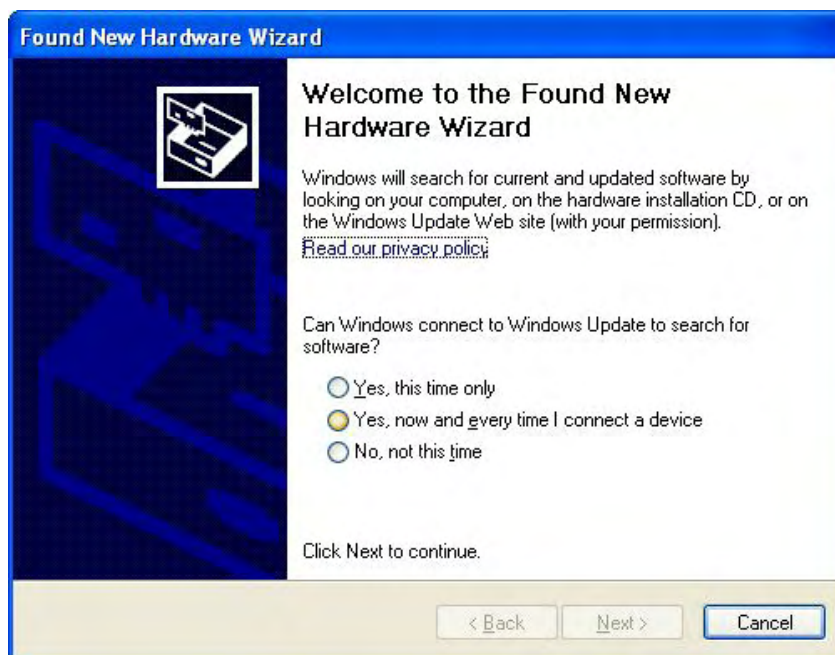 Found New Hardware Wizard
Welcome to the Found New
Hardware Wizard
Windows will search for current and updated software by
looking on your computer, on the hardware installation CD, or on
the Windows Update Web site (with your permission).
Read our privacy policy
Can Windows connect to Windows Update to search for
software?
Yes, this time only
Yes, now and every time I connect a device
No, not this time
Click Next to continue.
< Back Next > Cancel